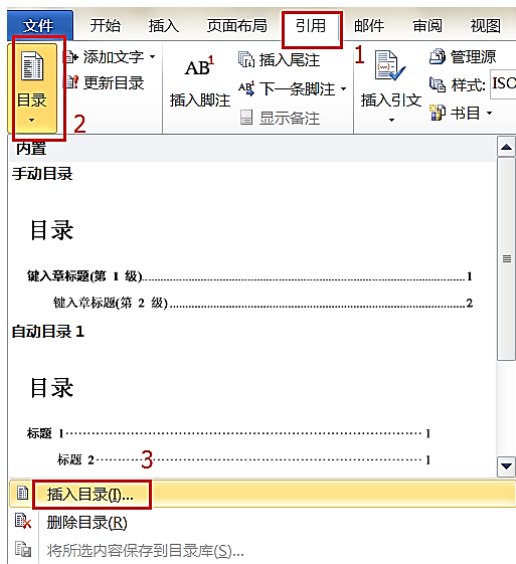 文件 开始 插入 页面布局 引用 邮件 审阅 视图
1
目录
2
添加文字
更新目录
AB¹
插入脚注
插入尾注
AB 下一条脚注
显示备注
插入引文
管理源
样式: ISO
书目
内置
手动目录
目录
键入章标题(第 1 级)........................................1
键入章标题(第 2 级)........................................2
自动目录 1
目录
标题 1........................................1
标题 2........................................1
3
插入目录(I)...
删除目录(R)
将所选内容保存到目录库(S)...